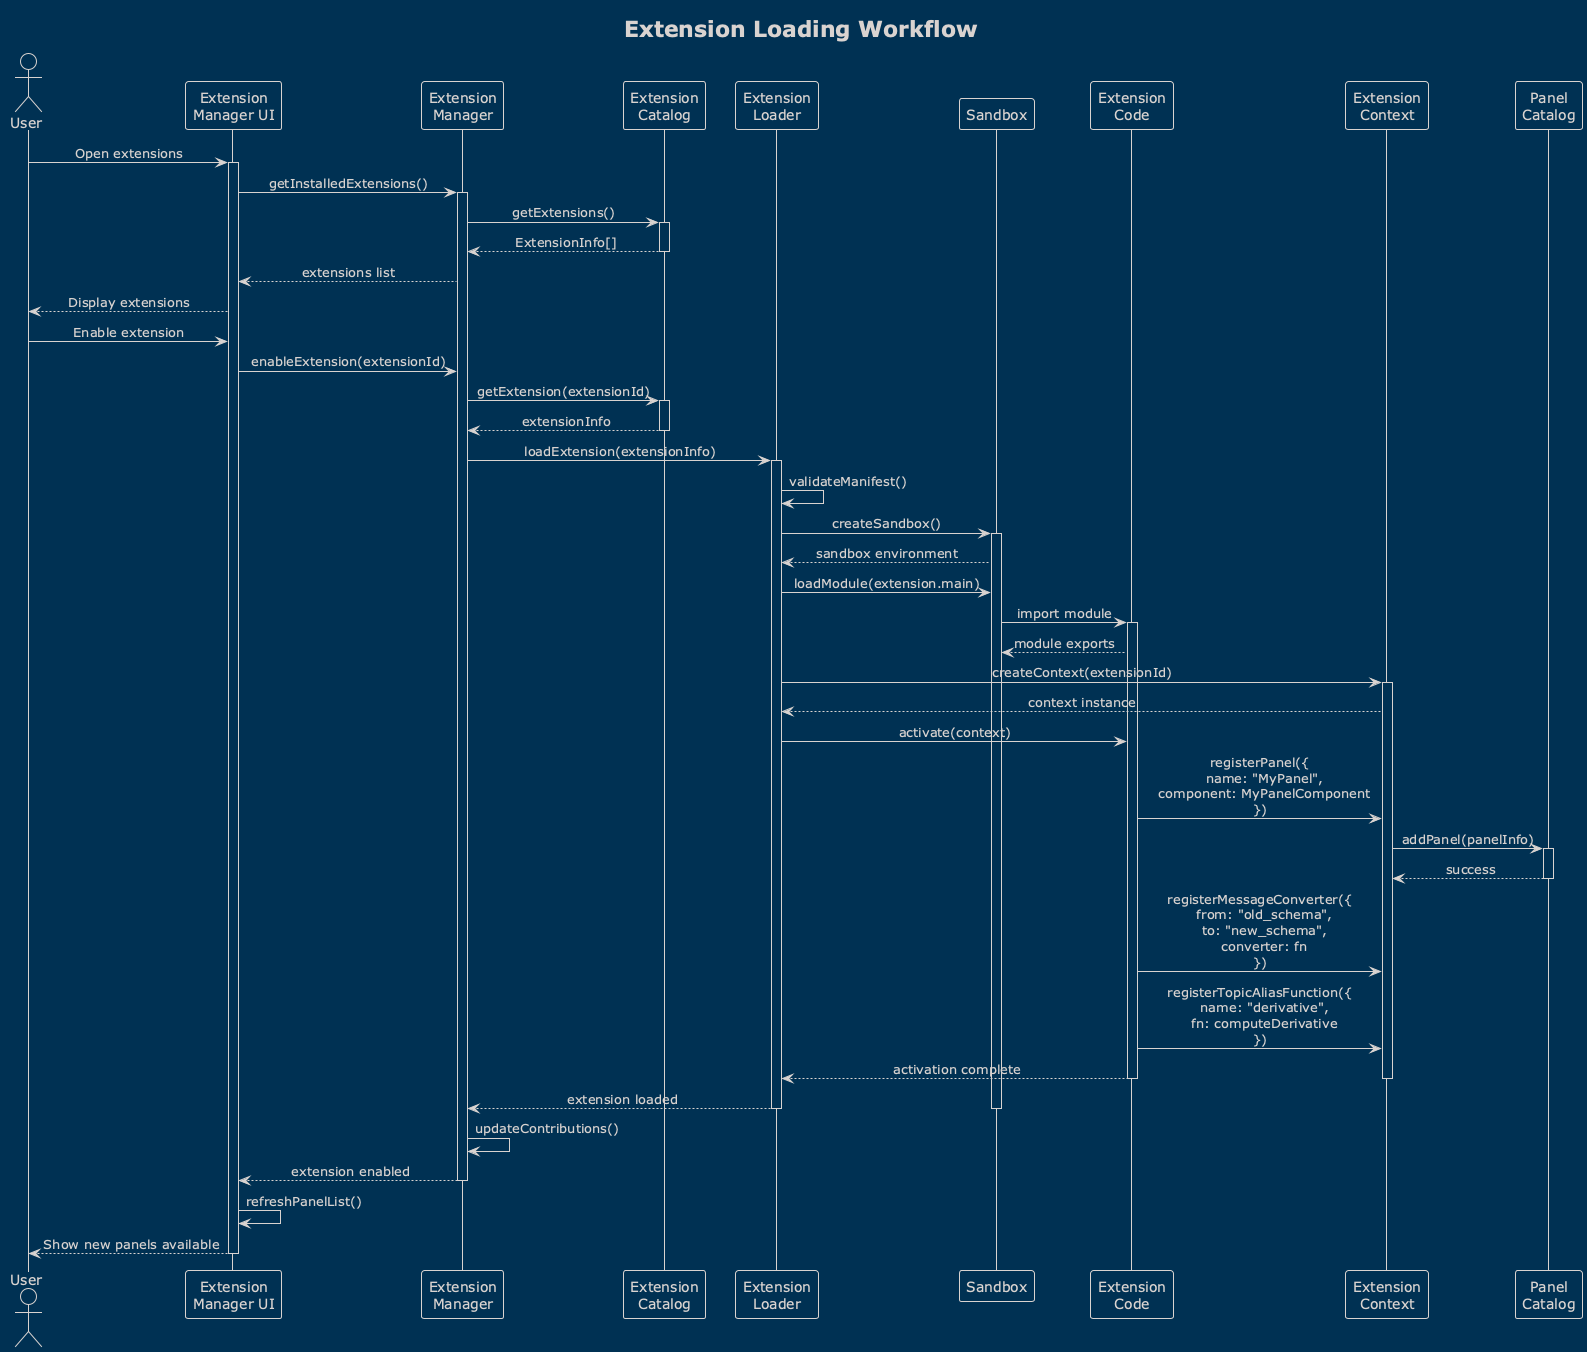 Extension Loading Workflow
User
Extension
Manager UI
Extension
Manager
Extension
Catalog
Extension
Loader
Sandbox
Extension
Code
Extension
Context
Panel
Catalog
Open extensions
getInstalledExtensions()
getExtensions()
ExtensionInfo[]
extensions list
Display extensions
Enable extension
enableExtension(extensionId)
getExtension(extensionId)
extensionInfo
loadExtension(extensionInfo)
validateManifest()
createSandbox()
sandbox environment
loadModule(extension.main)
import module
module exports
createContext(extensionId)
context instance
activate(context)
registerPanel({
name: "MyPanel",
component: MyPanelComponent
})
addPanel(panelInfo)
success
registerMessageConverter({
from: "old_schema",
to: "new_schema",
converter: fn
})
registerTopicAliasFunction({
name: "derivative",
fn: computeDerivative
})
activation complete
extension loaded
updateContributions()
extension enabled
refreshPanelList()
Show new panels available
User
Extension
Manager UI
Extension
Manager
Extension
Catalog
Extension
Loader
Sandbox
Extension
Code
Extension
Context
Panel
Catalog